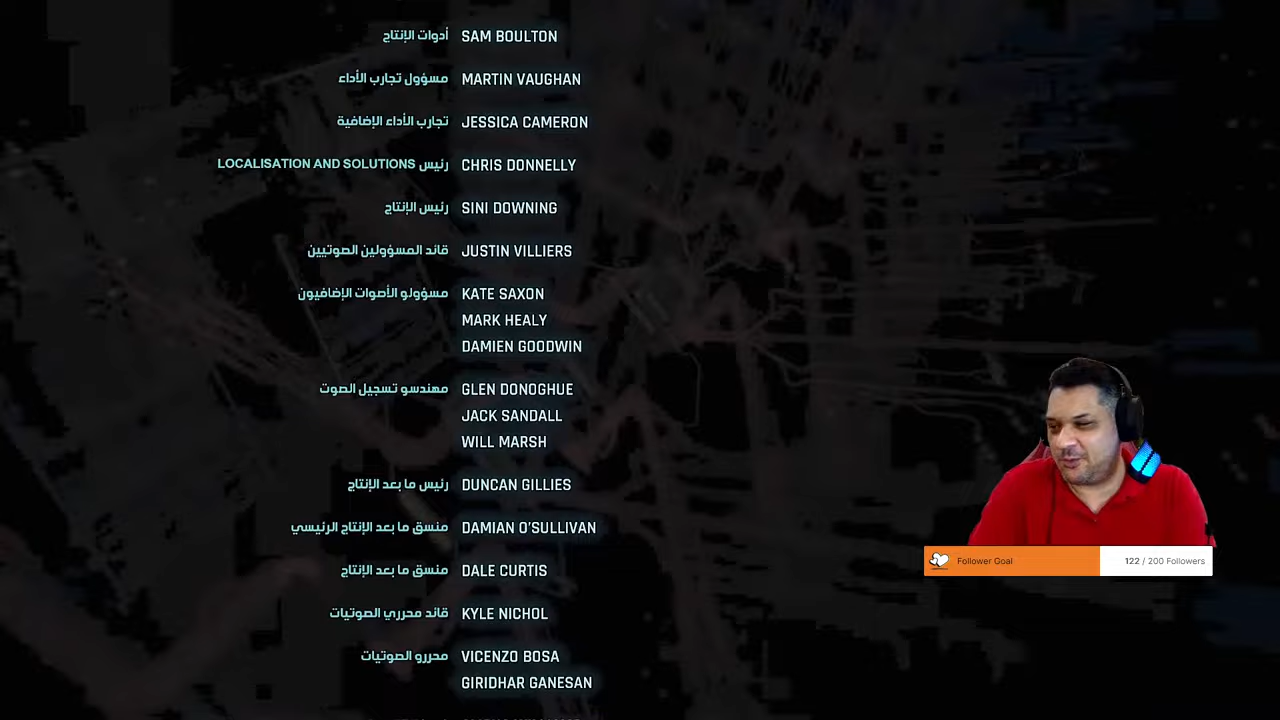 أدوات الإنتاج SAM BOULTON
مسؤول تجارب الأداء MARTIN VAUGHAN
تجارب الأداء الإضافية JESSICA CAMERON
رئيس LOCALISATION AND SOLUTIONS CHRIS DONNELLY
رئيس الإنتاج SINI DOWNING
قائد المسؤولين الصوتيين JUSTIN VILLIERS
مسؤولو الأصوات الإضافيون KATE SAXON
MARK HEALY
DAMIEN GOODWIN
مهندسو تسجيل الصوت GLEN DONOGHUE
JACK SANDALL
WILL MARSH
رئيس ما بعد الإنتاج DUNCAN GILLIES
منسق ما بعد الإنتاج الرئيسي DAMIAN O'SULLIVAN
منسق ما بعد الإنتاج DALE CURTIS
قائد محرري الصوتيات KYLE NICHOL
محررو الصوتيات VICENZO BOSA
GIRIDHAR GANESAN
Follower Goal 122 / 200 Followers